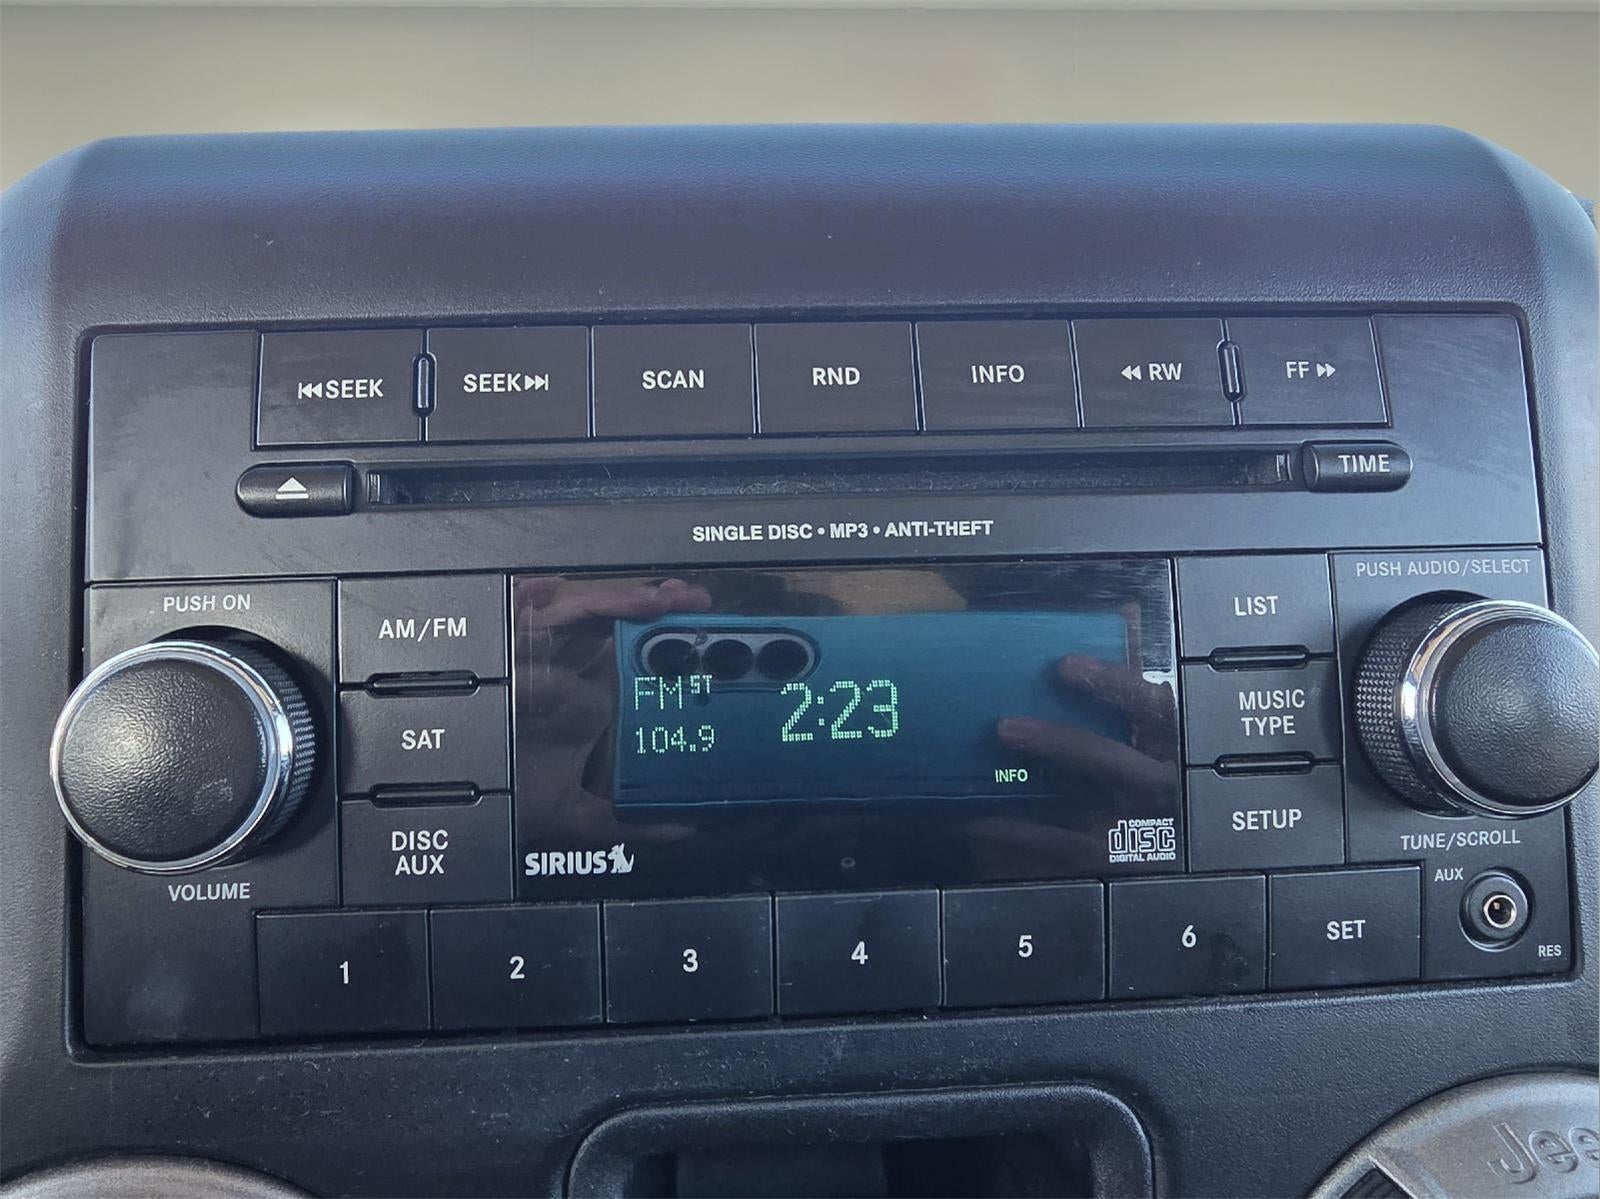 SEEK
SEEK
SCAN
RND
INFO
RW
FF
TIME
SINGLE DISC • MP3 • ANTI-THEFT
PUSH ON
VOLUME
AM/FM
SAT
DISC
AUX
FM ST
104.9
2:23
INFO
SIRIUS
COMPACT
disc
DIGITAL AUDIO
LIST
MUSIC
TYPE
SETUP
PUSH AUDIO/SELECT
TUNE/SCROLL
AUX
RES
1
2
3
4
5
6
SET